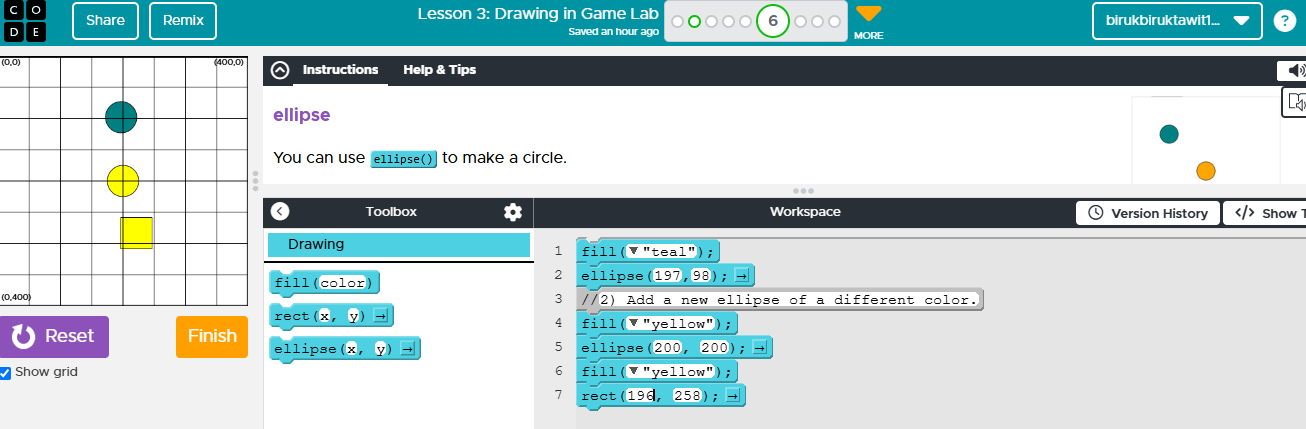 C O
D E
Share
Remix
Lesson 3: Drawing in Game Lab
Saved an hour ago
6
MORE
birukbiruktawit1...
?
(0,0)
(400,0)
(0,400)
Instructions
Help & Tips
ellipse
You can use ellipse() to make a circle.
Toolbox
Workspace
Version History
</> Show
Drawing
fill(color)
rect(x, y) →
ellipse(x, y) →
1 fill(▼"teal");
2 ellipse(197,98); →
3 //2) Add a new ellipse of a different color.
4 fill(▼"yellow");
5 ellipse(200, 200); →
6 fill(▼"yellow");
7 rect(196, 258); →
Reset
Finish
Show grid